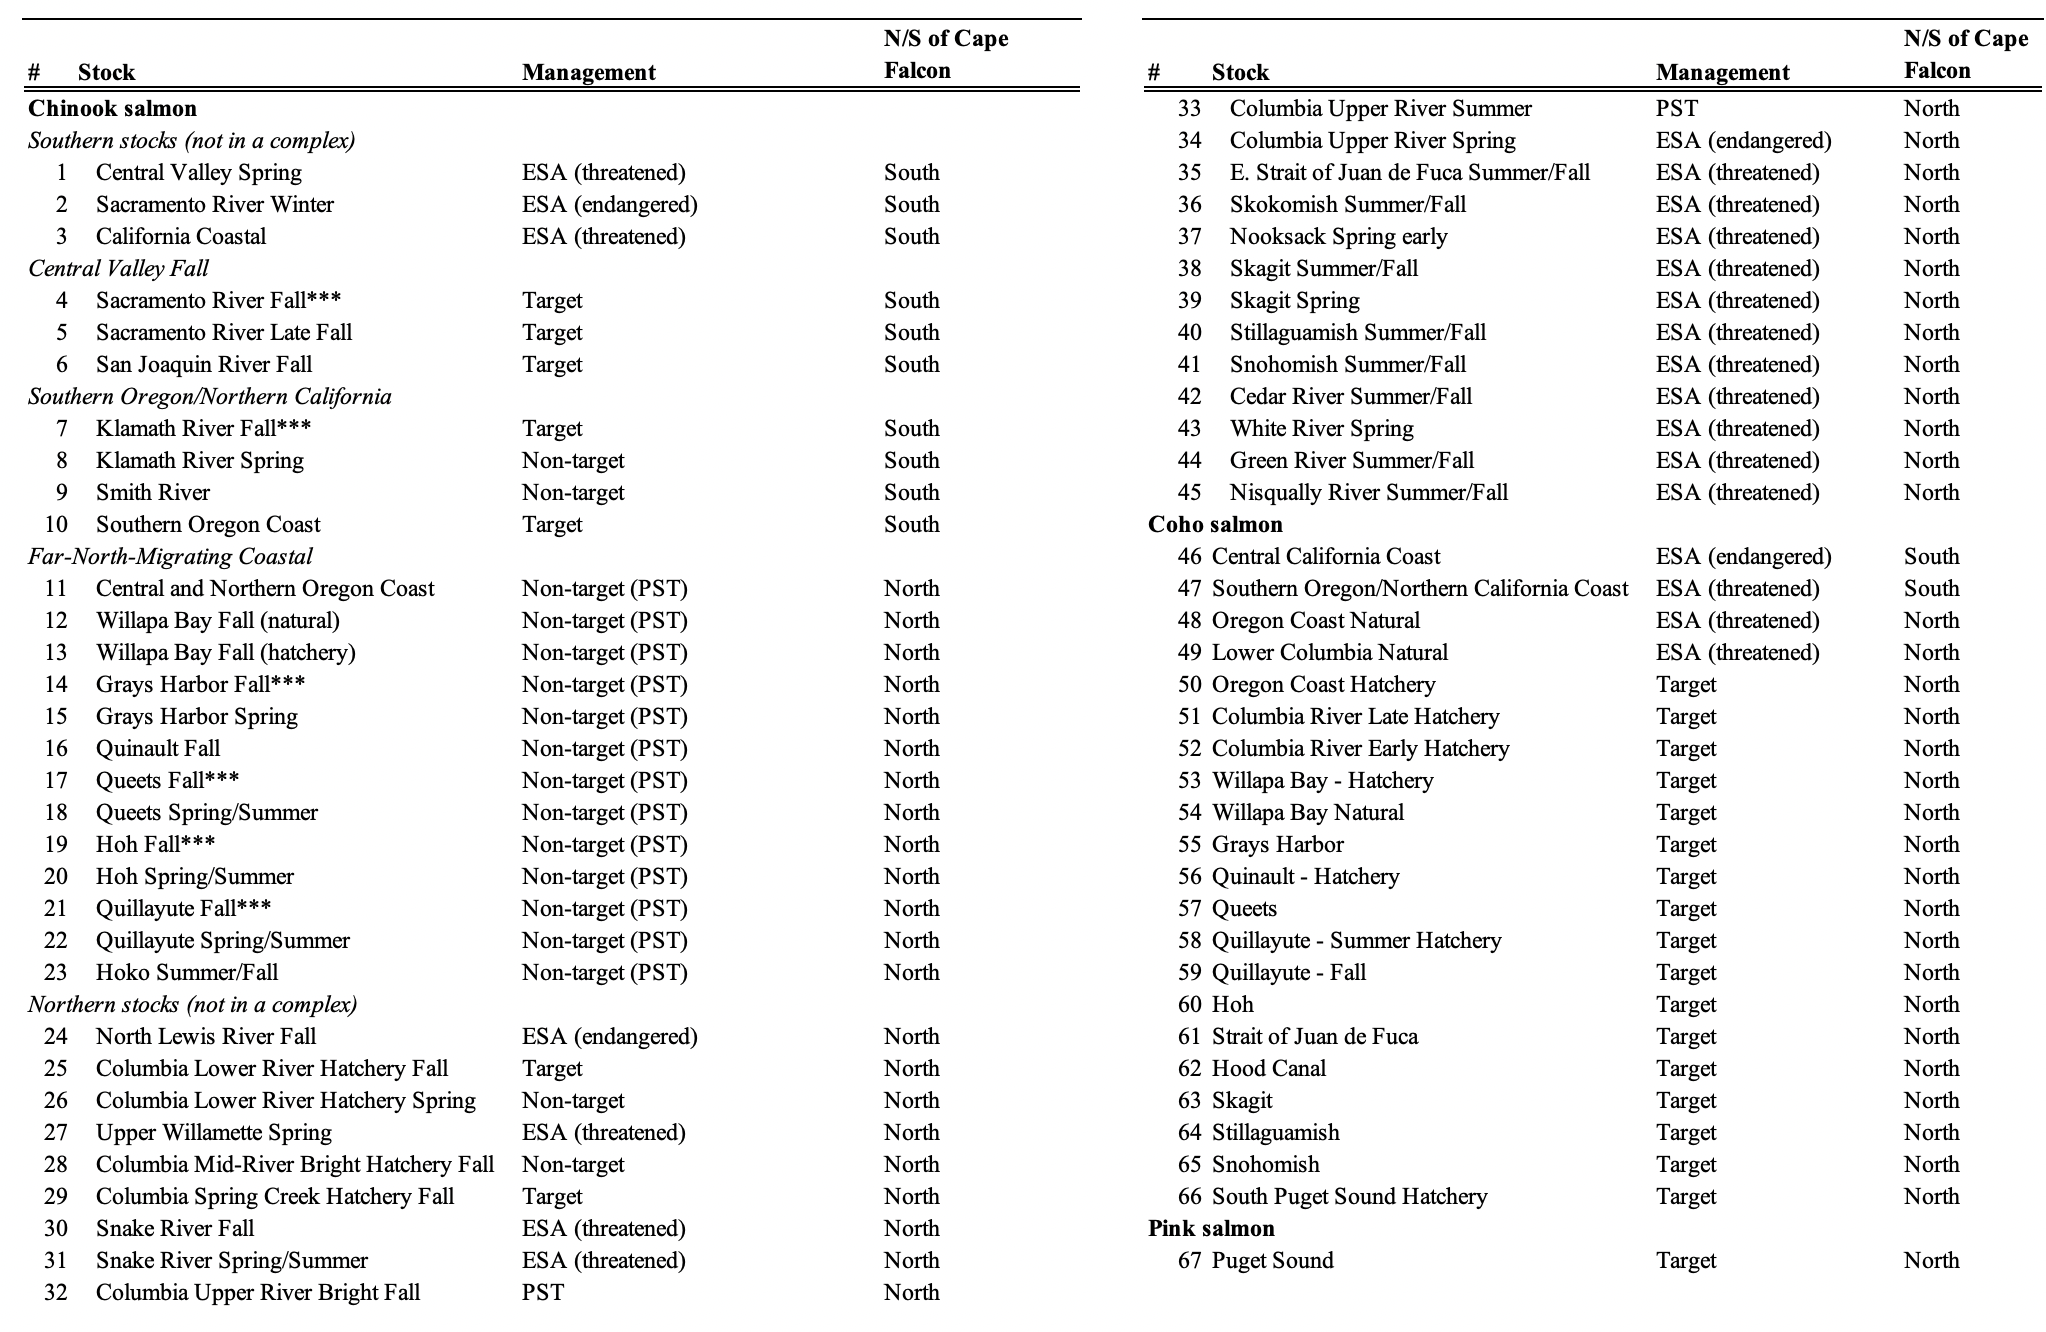 N/S of Cape
# Stock Management Falcon
Chinook salmon
Southern stocks (not in a complex)
1 Central Valley Spring ESA (threatened) South
2 Sacramento River Winter ESA (endangered) South
3 California Coastal ESA (threatened) South
Central Valley Fall
4 Sacramento River Fall*** Target South
5 Sacramento River Late Fall Target South
6 San Joaquin River Fall Target South
Southern Oregon/Northern California
7 Klamath River Fall*** Target South
8 Klamath River Spring Non-target South
9 Smith River Non-target South
10 Southern Oregon Coast Target South
Far-North-Migrating Coastal
11 Central and Northern Oregon Coast Non-target (PST) North
12 Willapa Bay Fall (natural) Non-target (PST) North
13 Willapa Bay Fall (hatchery) Non-target (PST) North
14 Grays Harbor Fall*** Non-target (PST) North
15 Grays Harbor Spring Non-target (PST) North
16 Quinault Fall Non-target (PST) North
17 Queets Fall*** Non-target (PST) North
18 Queets Spring/Summer Non-target (PST) North
19 Hoh Fall*** Non-target (PST) North
20 Hoh Spring/Summer Non-target (PST) North
21 Quillayute Fall*** Non-target (PST) North
22 Quillayute Spring/Summer Non-target (PST) North
23 Hoko Summer/Fall Non-target (PST) North
Northern stocks (not in a complex)
24 North Lewis River Fall ESA (endangered) North
25 Columbia Lower River Hatchery Fall Target North
26 Columbia Lower River Hatchery Spring Non-target North
27 Upper Willamette Spring ESA (threatened) North
28 Columbia Mid-River Bright Hatchery Fall Non-target North
29 Columbia Spring Creek Hatchery Fall Target North
30 Snake River Fall ESA (threatened) North
31 Snake River Spring/Summer ESA (threatened) North
32 Columbia Upper River Bright Fall PST North
N/S of Cape
# Stock Management Falcon
33 Columbia Upper River Summer PST North
34 Columbia Upper River Spring ESA (endangered) North
35 E. Strait of Juan de Fuca Summer/Fall ESA (threatened) North
36 Skokomish Summer/Fall ESA (threatened) North
37 Nooksack Spring early ESA (threatened) North
38 Skagit Summer/Fall ESA (threatened) North
39 Skagit Spring ESA (threatened) North
40 Stillaguamish Summer/Fall ESA (threatened) North
41 Snohomish Summer/Fall ESA (threatened) North
42 Cedar River Summer/Fall ESA (threatened) North
43 White River Spring ESA (threatened) North
44 Green River Summer/Fall ESA (threatened) North
45 Nisqually River Summer/Fall ESA (threatened) North
Coho salmon
46 Central California Coast ESA (endangered) South
47 Southern Oregon/Northern California Coast ESA (threatened) South
48 Oregon Coast Natural ESA (threatened) North
49 Lower Columbia Natural ESA (threatened) North
50 Oregon Coast Hatchery Target North
51 Columbia River Late Hatchery Target North
52 Columbia River Early Hatchery Target North
53 Willapa Bay - Hatchery Target North
54 Willapa Bay Natural Target North
55 Grays Harbor Target North
56 Quinault - Hatchery Target North
57 Queets Target North
58 Quillayute - Summer Hatchery Target North
59 Quillayute - Fall Target North
60 Hoh Target North
61 Strait of Juan de Fuca Target North
62 Hood Canal Target North
63 Skagit Target North
64 Stillaguamish Target North
65 Snohomish Target North
66 South Puget Sound Hatchery Target North
Pink salmon
67 Puget Sound Target North